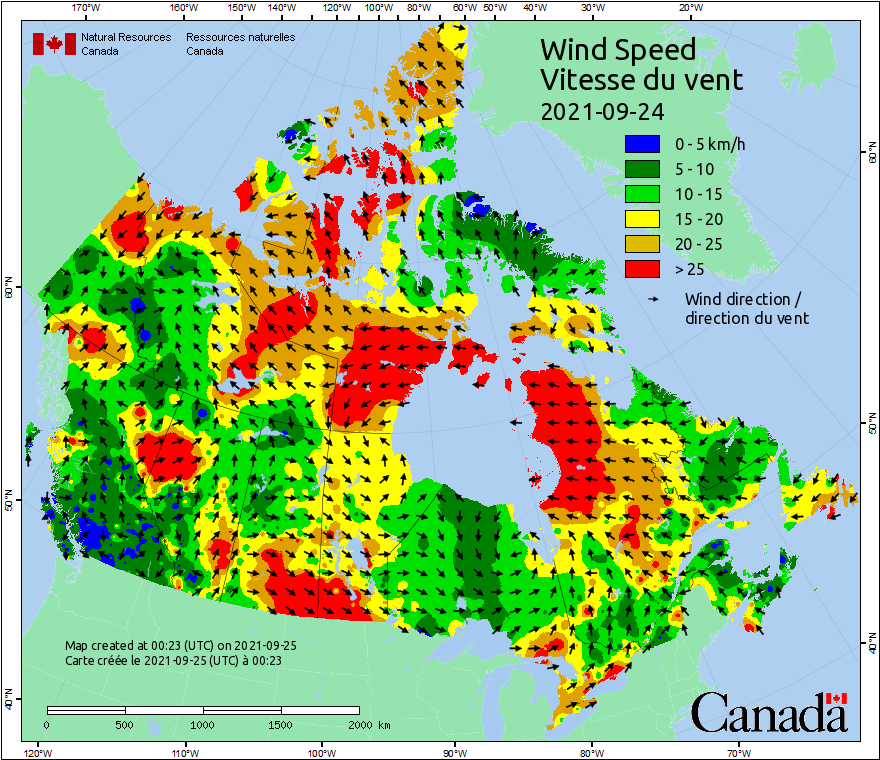 170°W 160°W 150°W 140°W 130°W 120°W 110°W 100°W 90°W 80°W 70°W 60°W 50°W 40°W 30°W 20°W
Natural Resources Ressources naturelles
Canada Canada
Wind Speed
Vitesse du vent
2021-09-24
0 - 5 km/h
5 - 10
10 - 15
15 - 20
20 - 25
> 25
Wind direction /
direction du vent
60°N
60°N
50°N
50°N
40°N
40°N
Map created at 00:23 (UTC) on 2021-09-25
Carte créée le 2021-09-25 (UTC) à 00:23
0 500 1000 1500 2000 km
Canada
120°W 110°W 100°W 90°W 80°W 70°W